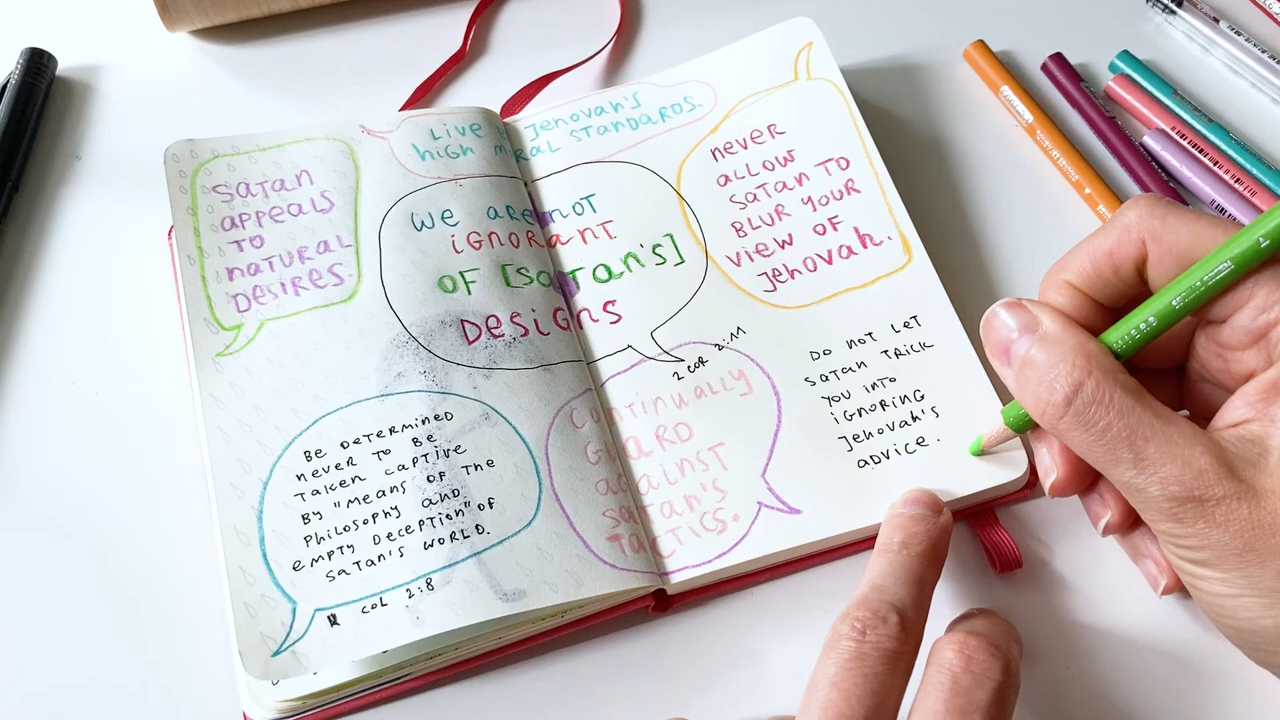 Live by Jehovah's
high moral standards.
Satan
appeals
to
natural
desires.
We are not
ignorant
of [Satan's]
designs
2 Cor 2:11
never
allow
Satan to
blur your
view of
Jehovah.
Be determined
never to be
taken captive
by "means of the
philosophy and
empty deception" of
Satan's world.
Col 2:8
Continually
guard
against
Satan's
tactics.
Do not let
Satan trick
you into
ignoring
Jehovah's
advice.